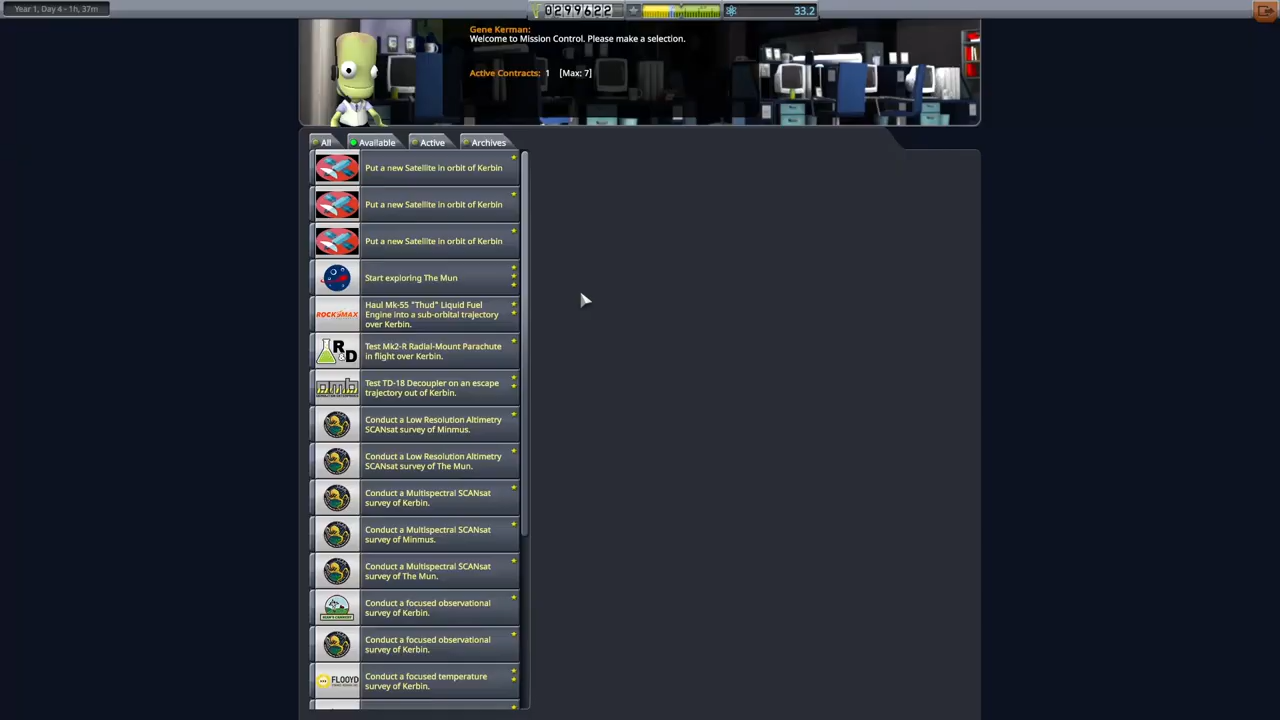 Year 1, Day 4 - 1h, 37m
0299622
33.2
Gene Kerman:
Welcome to Mission Control. Please make a selection.
Active Contracts: 1 [Max: 7]
All
Available
Active
Archives
Put a new Satellite in orbit of Kerbin
Put a new Satellite in orbit of Kerbin
Put a new Satellite in orbit of Kerbin
Start exploring The Mun
ROCKOMAX
Haul Mk-55 "Thud" Liquid Fuel
Engine into a sub-orbital trajectory
over Kerbin.
R&D
Test Mk2-R Radial-Mount Parachute
in flight over Kerbin.
Test TD-18 Decoupler on an escape
trajectory out of Kerbin.
Conduct a Low Resolution Altimetry
SCANsat survey of Minmus.
Conduct a Low Resolution Altimetry
SCANsat survey of The Mun.
Conduct a Multispectral SCANsat
survey of Kerbin.
Conduct a Multispectral SCANsat
survey of Minmus.
Conduct a Multispectral SCANsat
survey of The Mun.
Conduct a focused observational
survey of Kerbin.
Conduct a focused observational
survey of Kerbin.
FLOOYD
Conduct a focused temperature
survey of Kerbin.